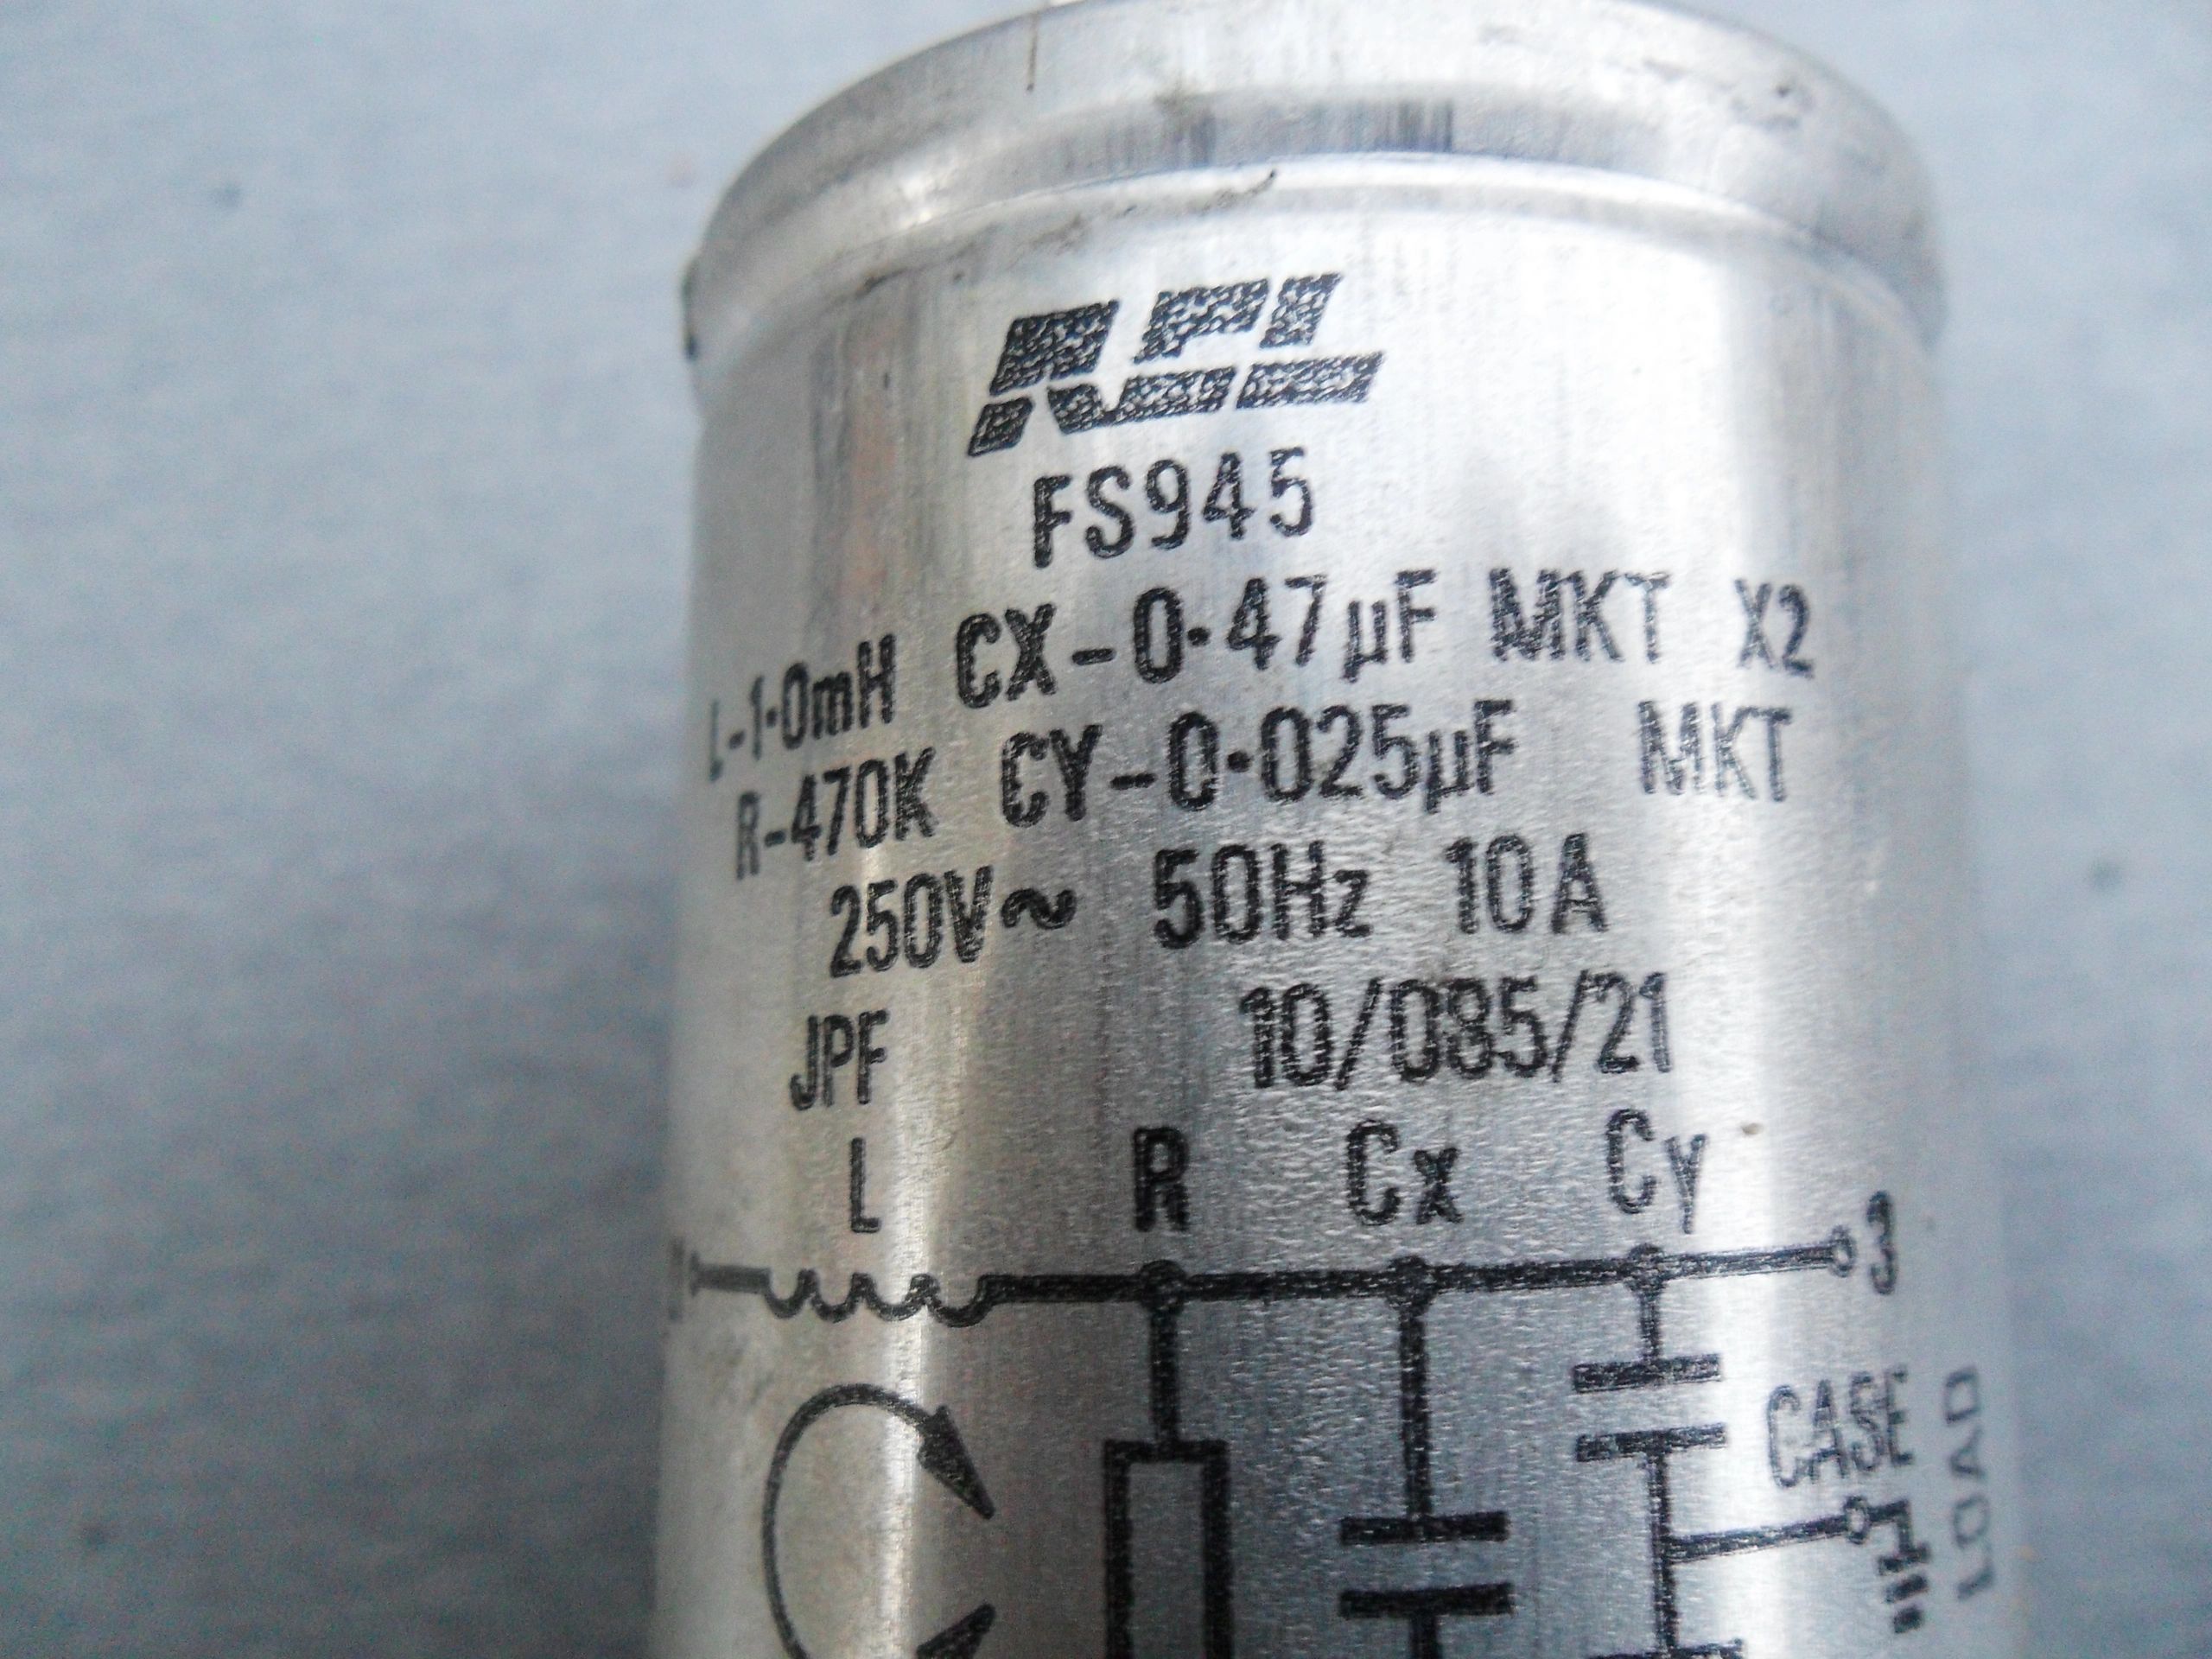 FS945
L-1·0mH CX-0·47µF MKT X2
R-470K CY-0·025µF MKT
250V~ 50Hz 10A
JPF 10/085/21
L R Cx Cy
3
CASE
LOAD